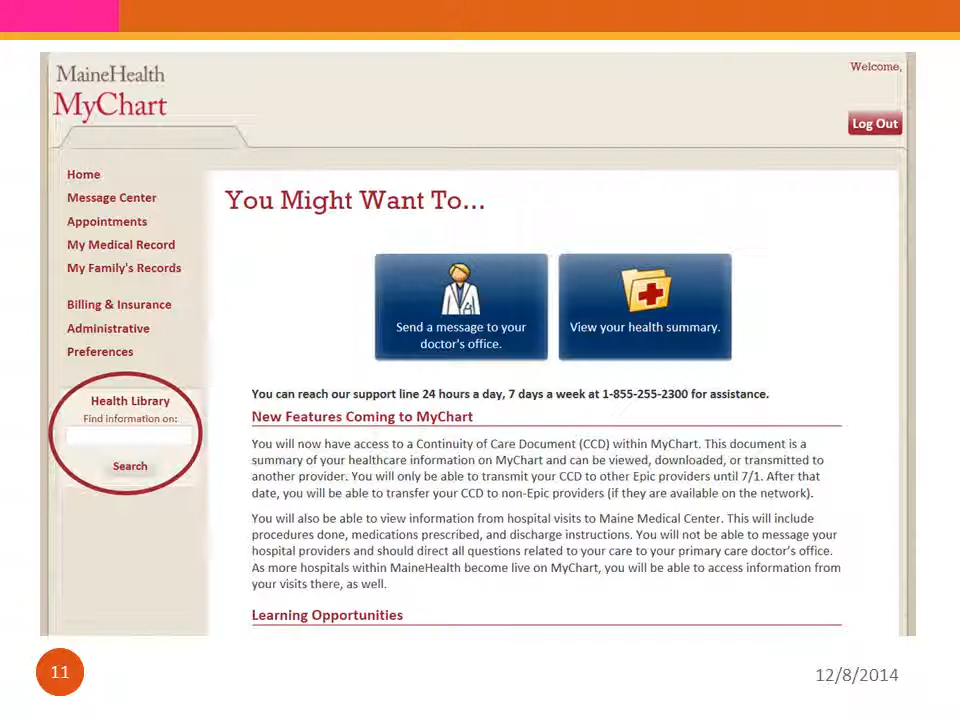 MaineHealth
MyChart
Welcome,
Log Out
Home
Message Center
Appointments
My Medical Record
My Family's Records
Billing & Insurance
Administrative
Preferences
Health Library
Find information on:
Search
You Might Want To...
Send a message to your
doctor's office.
View your health summary.
You can reach our support line 24 hours a day, 7 days a week at 1-855-255-2300 for assistance.
New Features Coming to MyChart
You will now have access to a Continuity of Care Document (CCD) within MyChart. This document is a
summary of your healthcare information on MyChart and can be viewed, downloaded, or transmitted to
another provider. You will only be able to transmit your CCD to other Epic providers until 7/1. After that
date, you will be able to transfer your CCD to non-Epic providers (if they are available on the network).
You will also be able to view information from hospital visits to Maine Medical Center. This will include
procedures done, medications prescribed, and discharge instructions. You will not be able to message your
hospital providers and should direct all questions related to your care to your primary care doctor's office.
As more hospitals within MaineHealth become live on MyChart, you will be able to access information from
your visits there, as well.
Learning Opportunities
11
12/8/2014